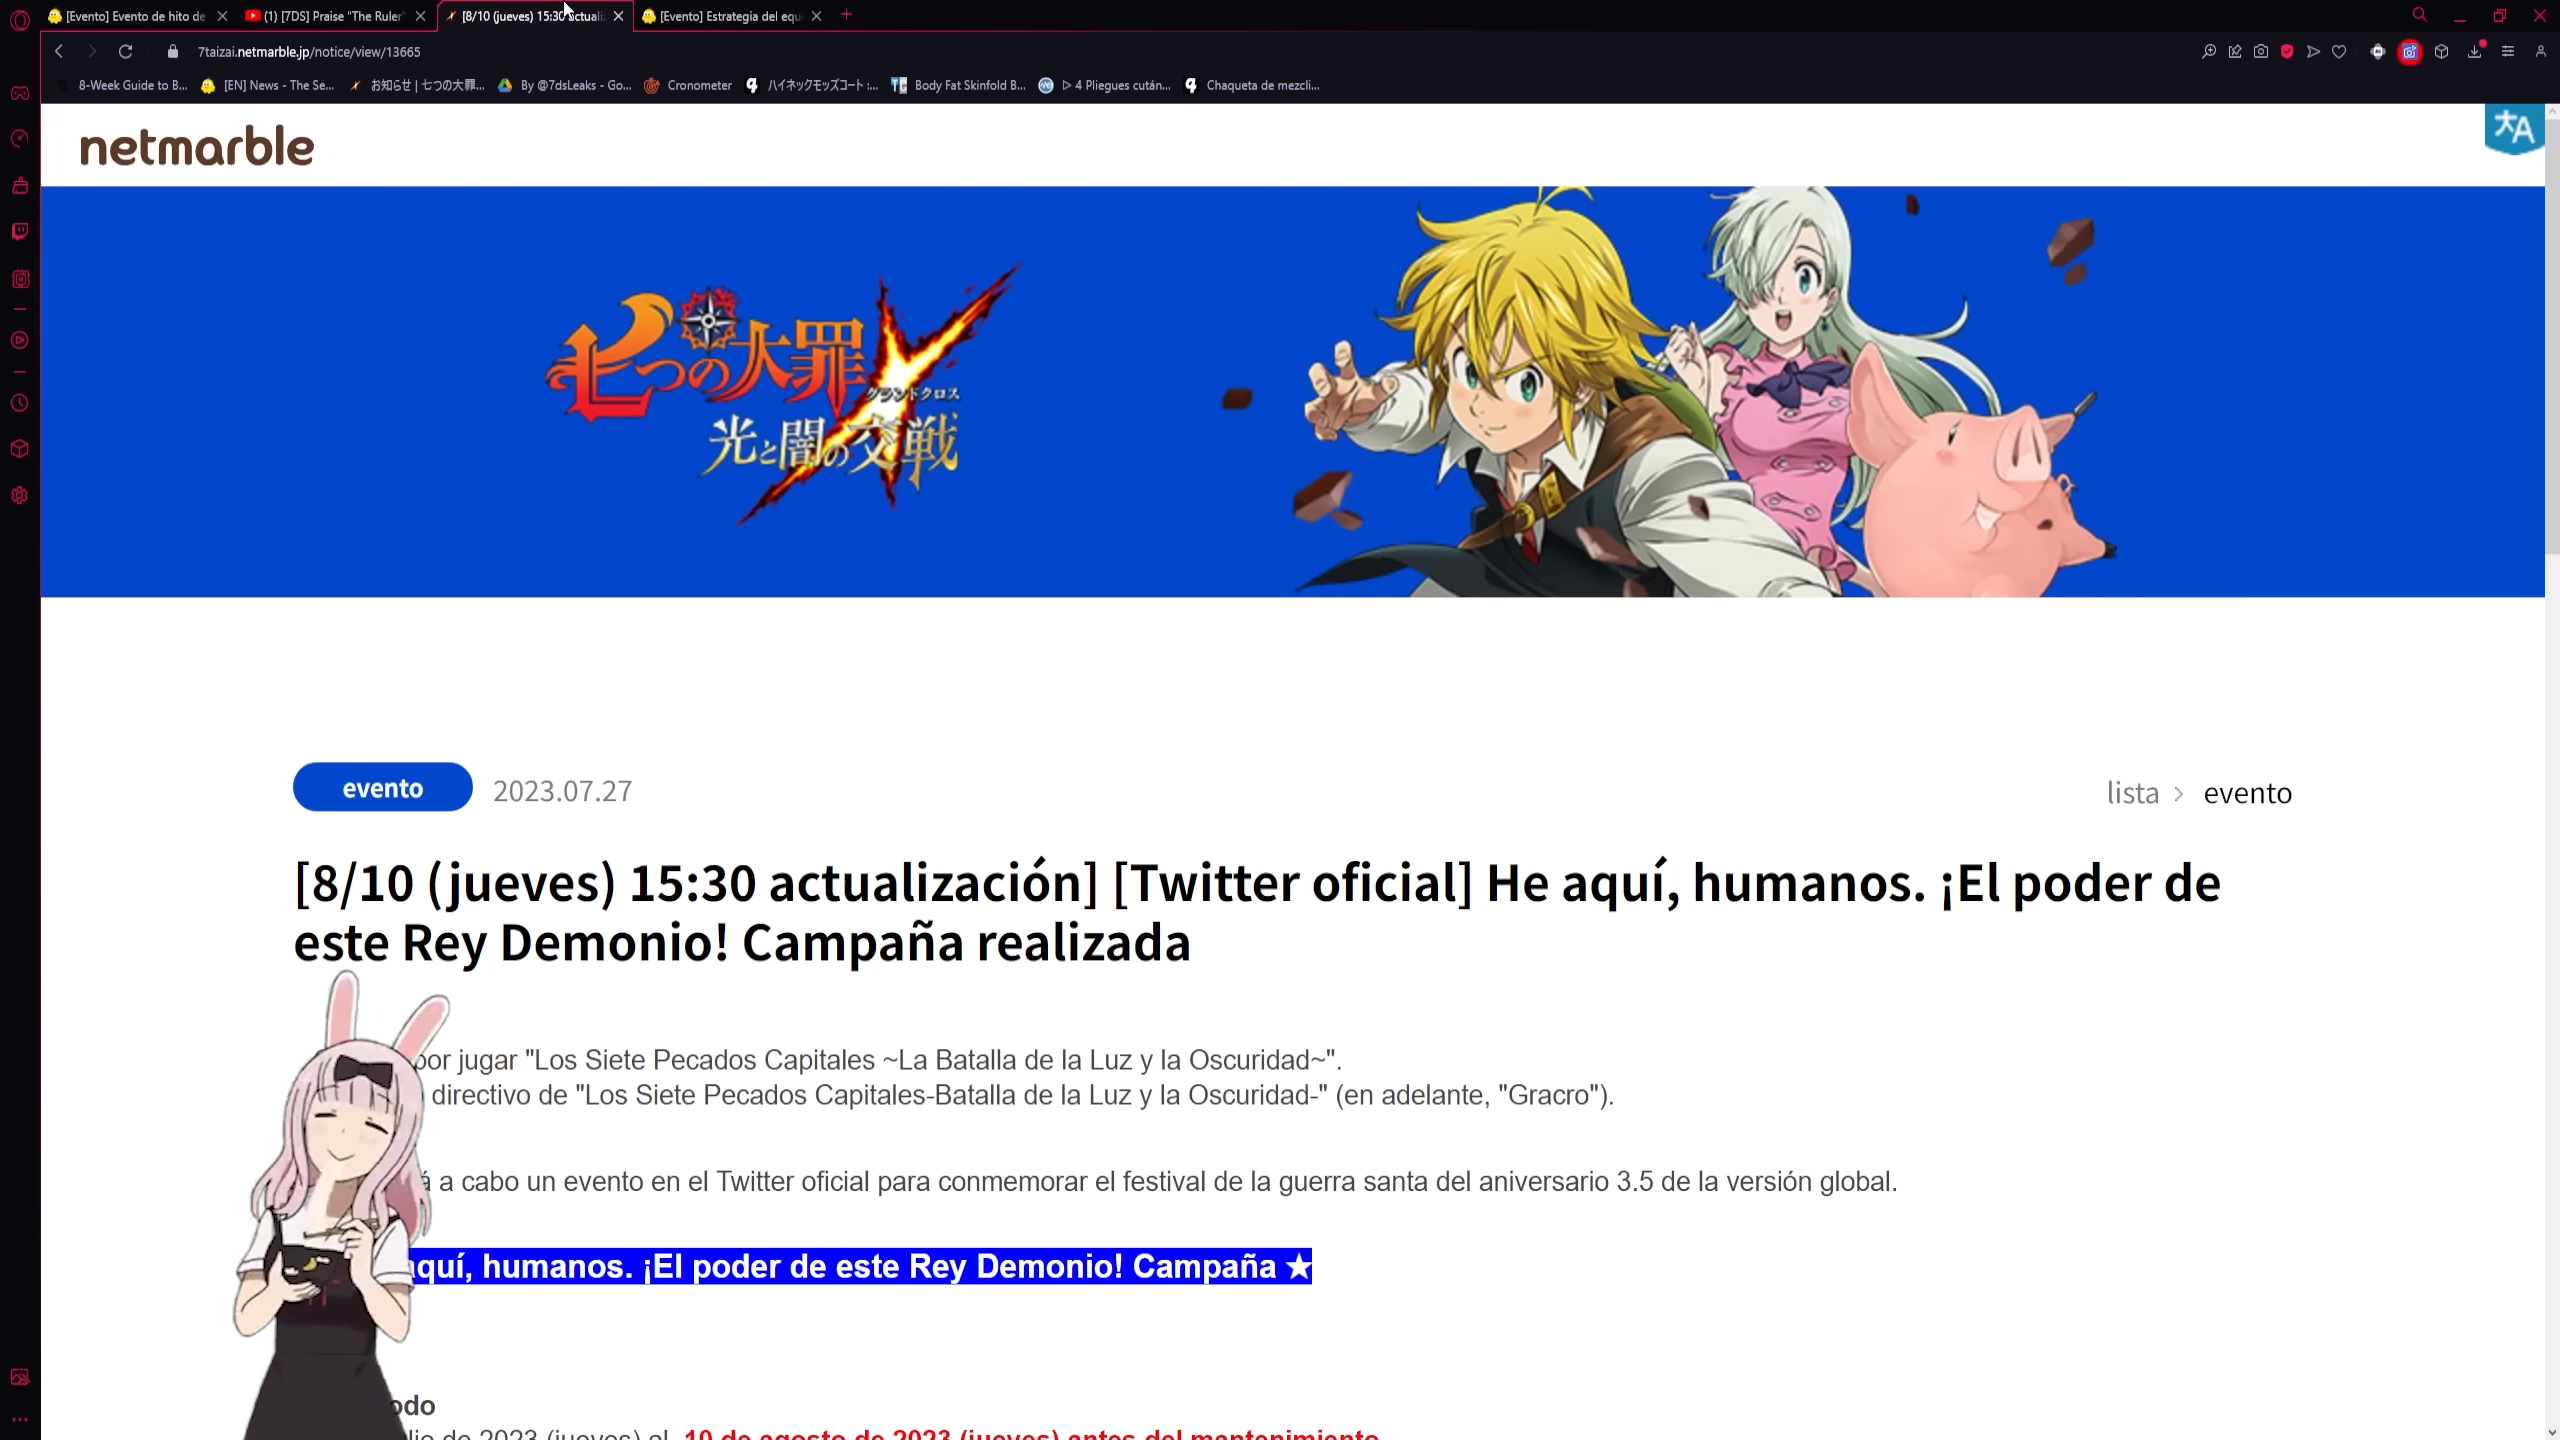 [Evento] Evento de hito de
(1) [7DS] Praise "The Ruler"
[8/10 (jueves) 15:30 actuali
[Evento] Estrategia del equ
7taizai.netmarble.jp/notice/view/13665
8-Week Guide to B...
[EN] News - The Se...
お知らせ | 七つの大罪...
By @7dsLeaks - Go...
Cronometer
ハイネックモッズコート :...
Body Fat Skinfold B...
ᐅ 4 Pliegues cután...
Chaqueta de mezcli...
netmarble
七つの大罪
グランドクロス
光と闇の交戦
evento
2023.07.27
lista > evento
[8/10 (jueves) 15:30 actualización] [Twitter oficial] He aquí, humanos. ¡El poder de
este Rey Demonio! Campaña realizada
por jugar "Los Siete Pecados Capitales ~La Batalla de la Luz y la Oscuridad~".
directivo de "Los Siete Pecados Capitales-Batalla de la Luz y la Oscuridad-" (en adelante, "Gracro").
á a cabo un evento en el Twitter oficial para conmemorar el festival de la guerra santa del aniversario 3.5 de la versión global.
aquí, humanos. ¡El poder de este Rey Demonio! Campaña ★
odo
lio de 2023 (jueves) al 10 de agosto de 2023 (jueves) antes del mantenimiento